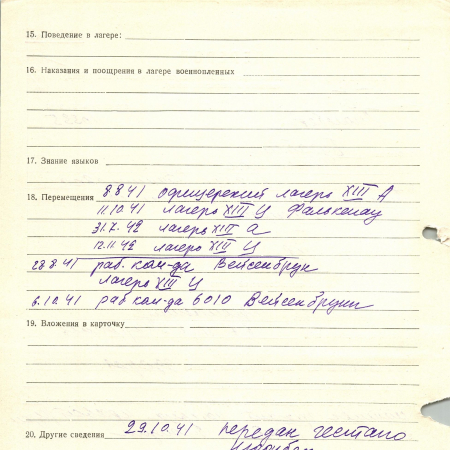 15. Поведение в лагере:
16. Наказания и поощрения в лагере военнопленных
17. Знание языков
18. Перемещения 8.8 41 офицерский лагерь XIII А
11.10.41 лагерь XIII Ц Фалькенау
31.7.42 лагерь XIII а
12.11.42 лагерь XIII Ц
28.8 41 раб. ком-да Вейсенбрун
лагерь XIII Ц
6.10.41 раб ком-да 6010 Вейсенбрунн
19. Вложения в карточку
20. Другие сведения 29.10.41 передан гестапо